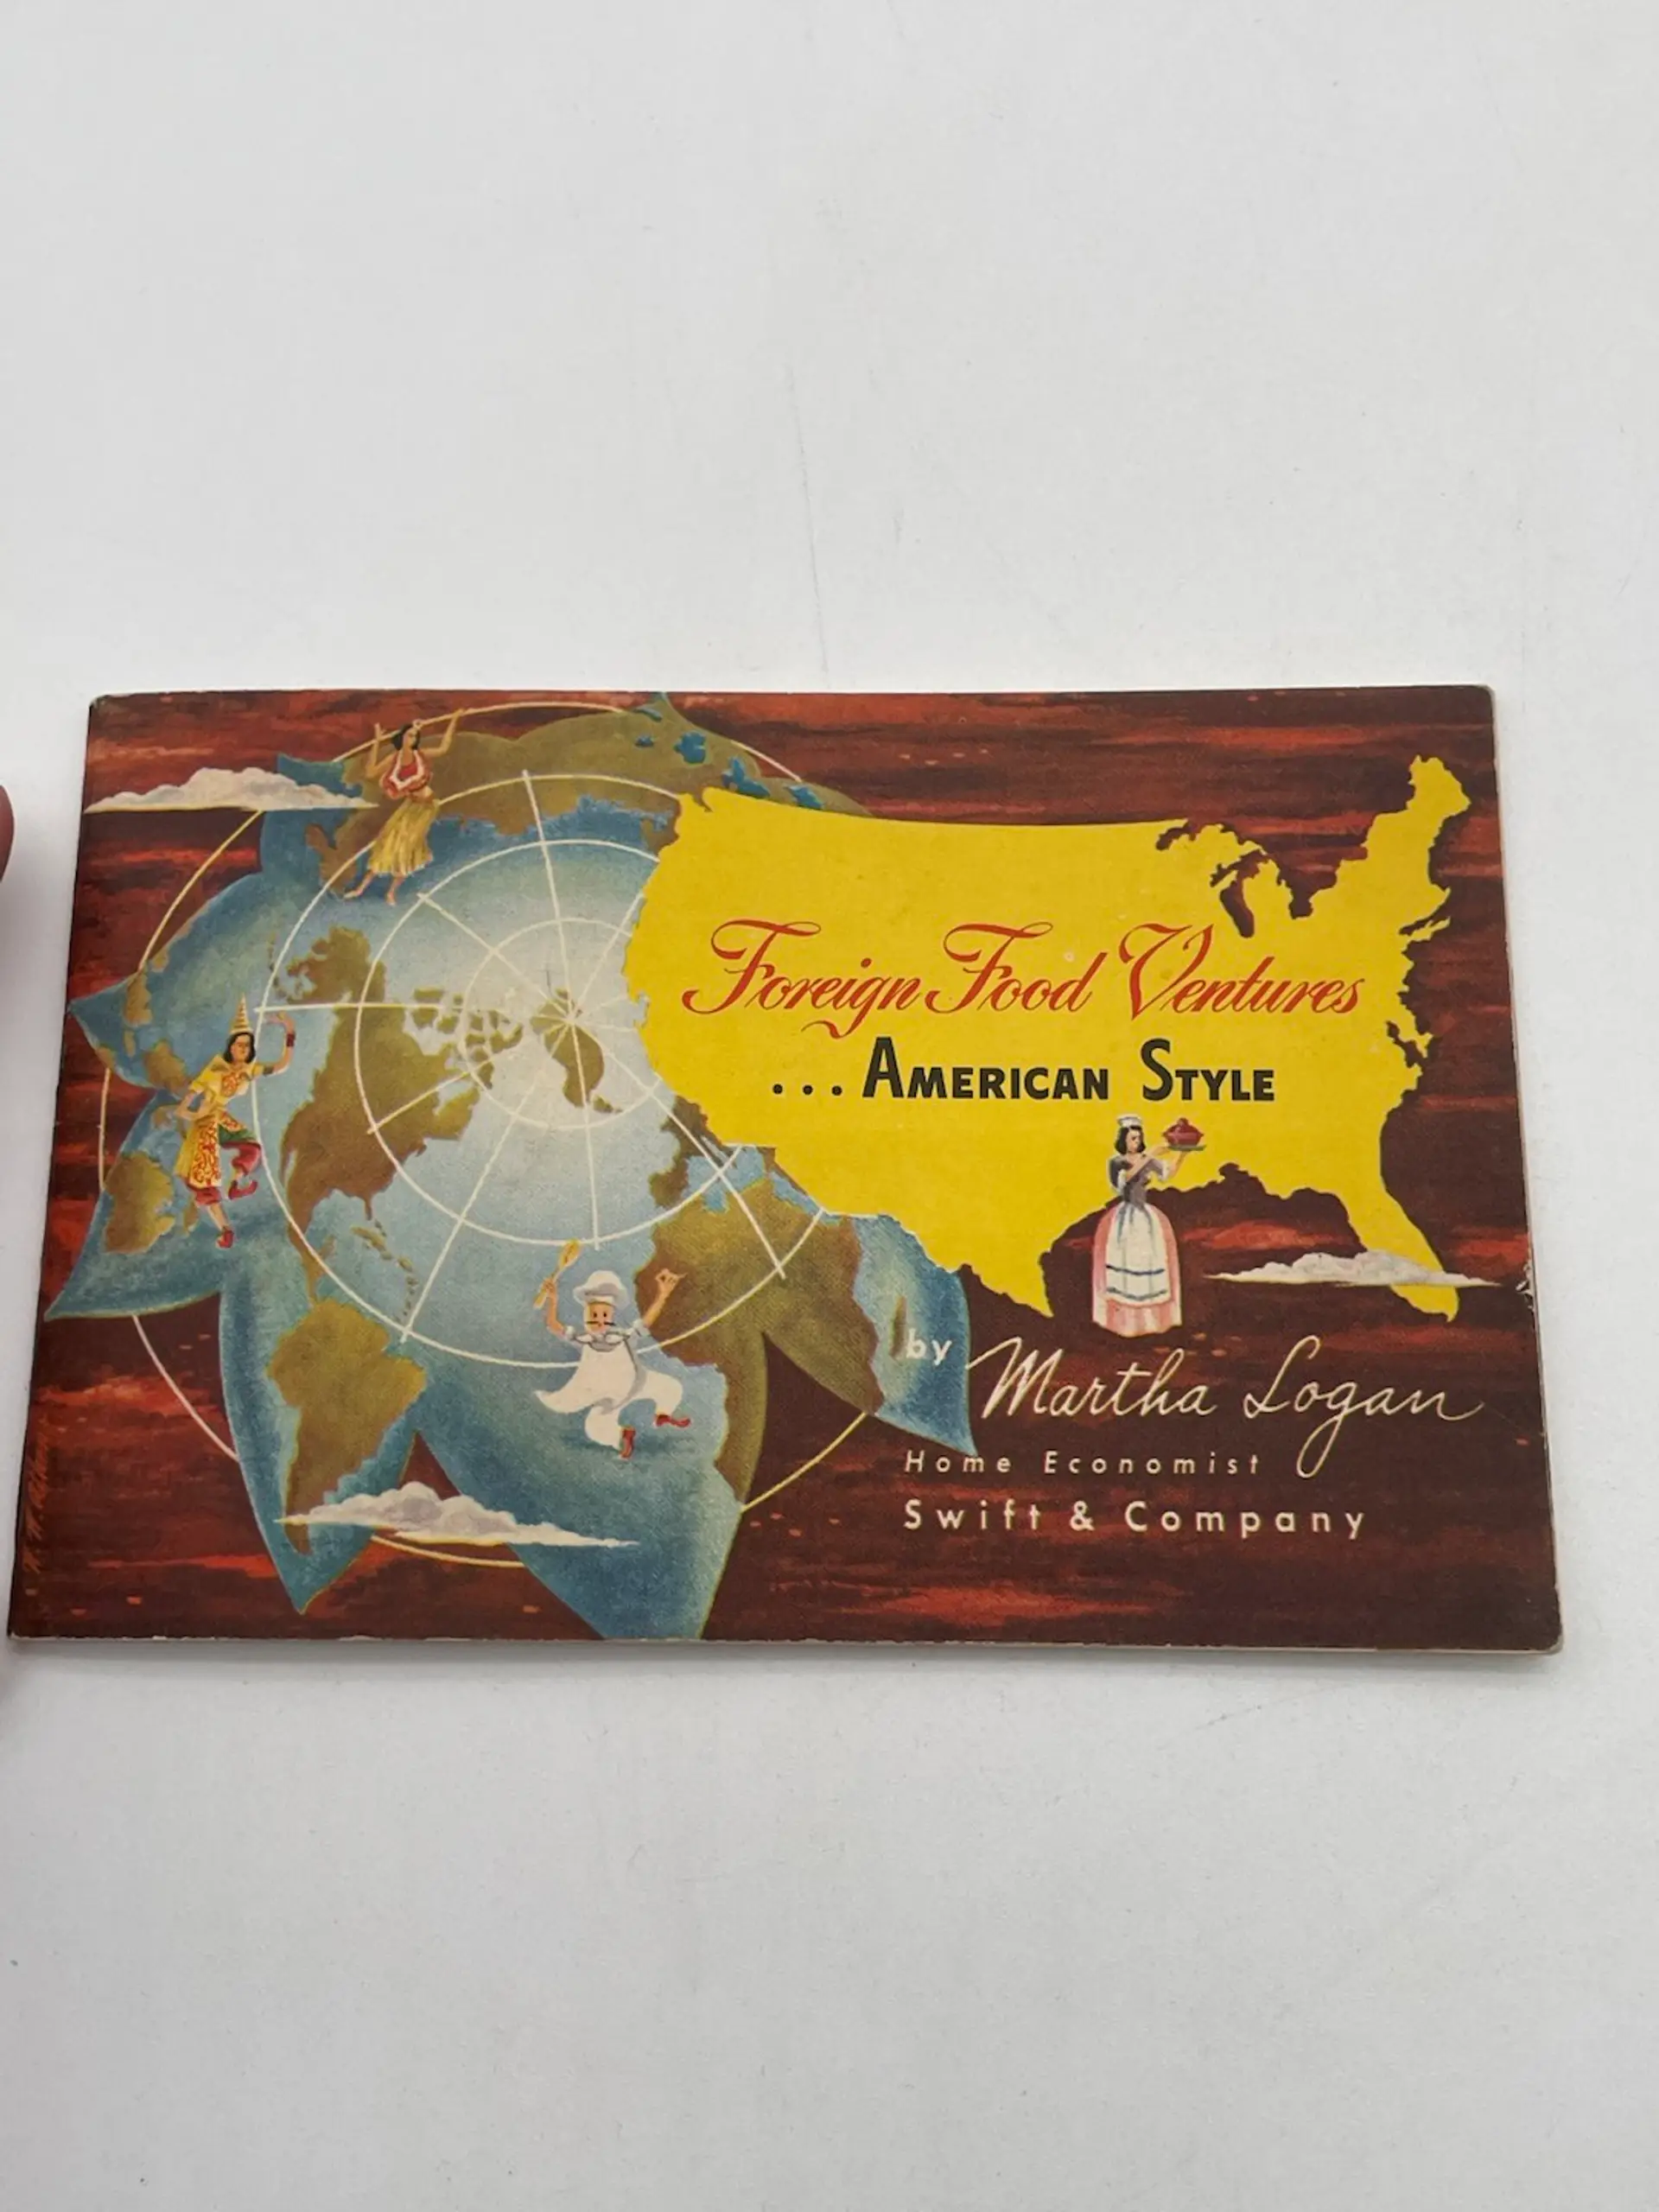 Foreign Food Ventures
... AMERICAN STYLE
by Martha Logan
Home Economist
Swift & Company